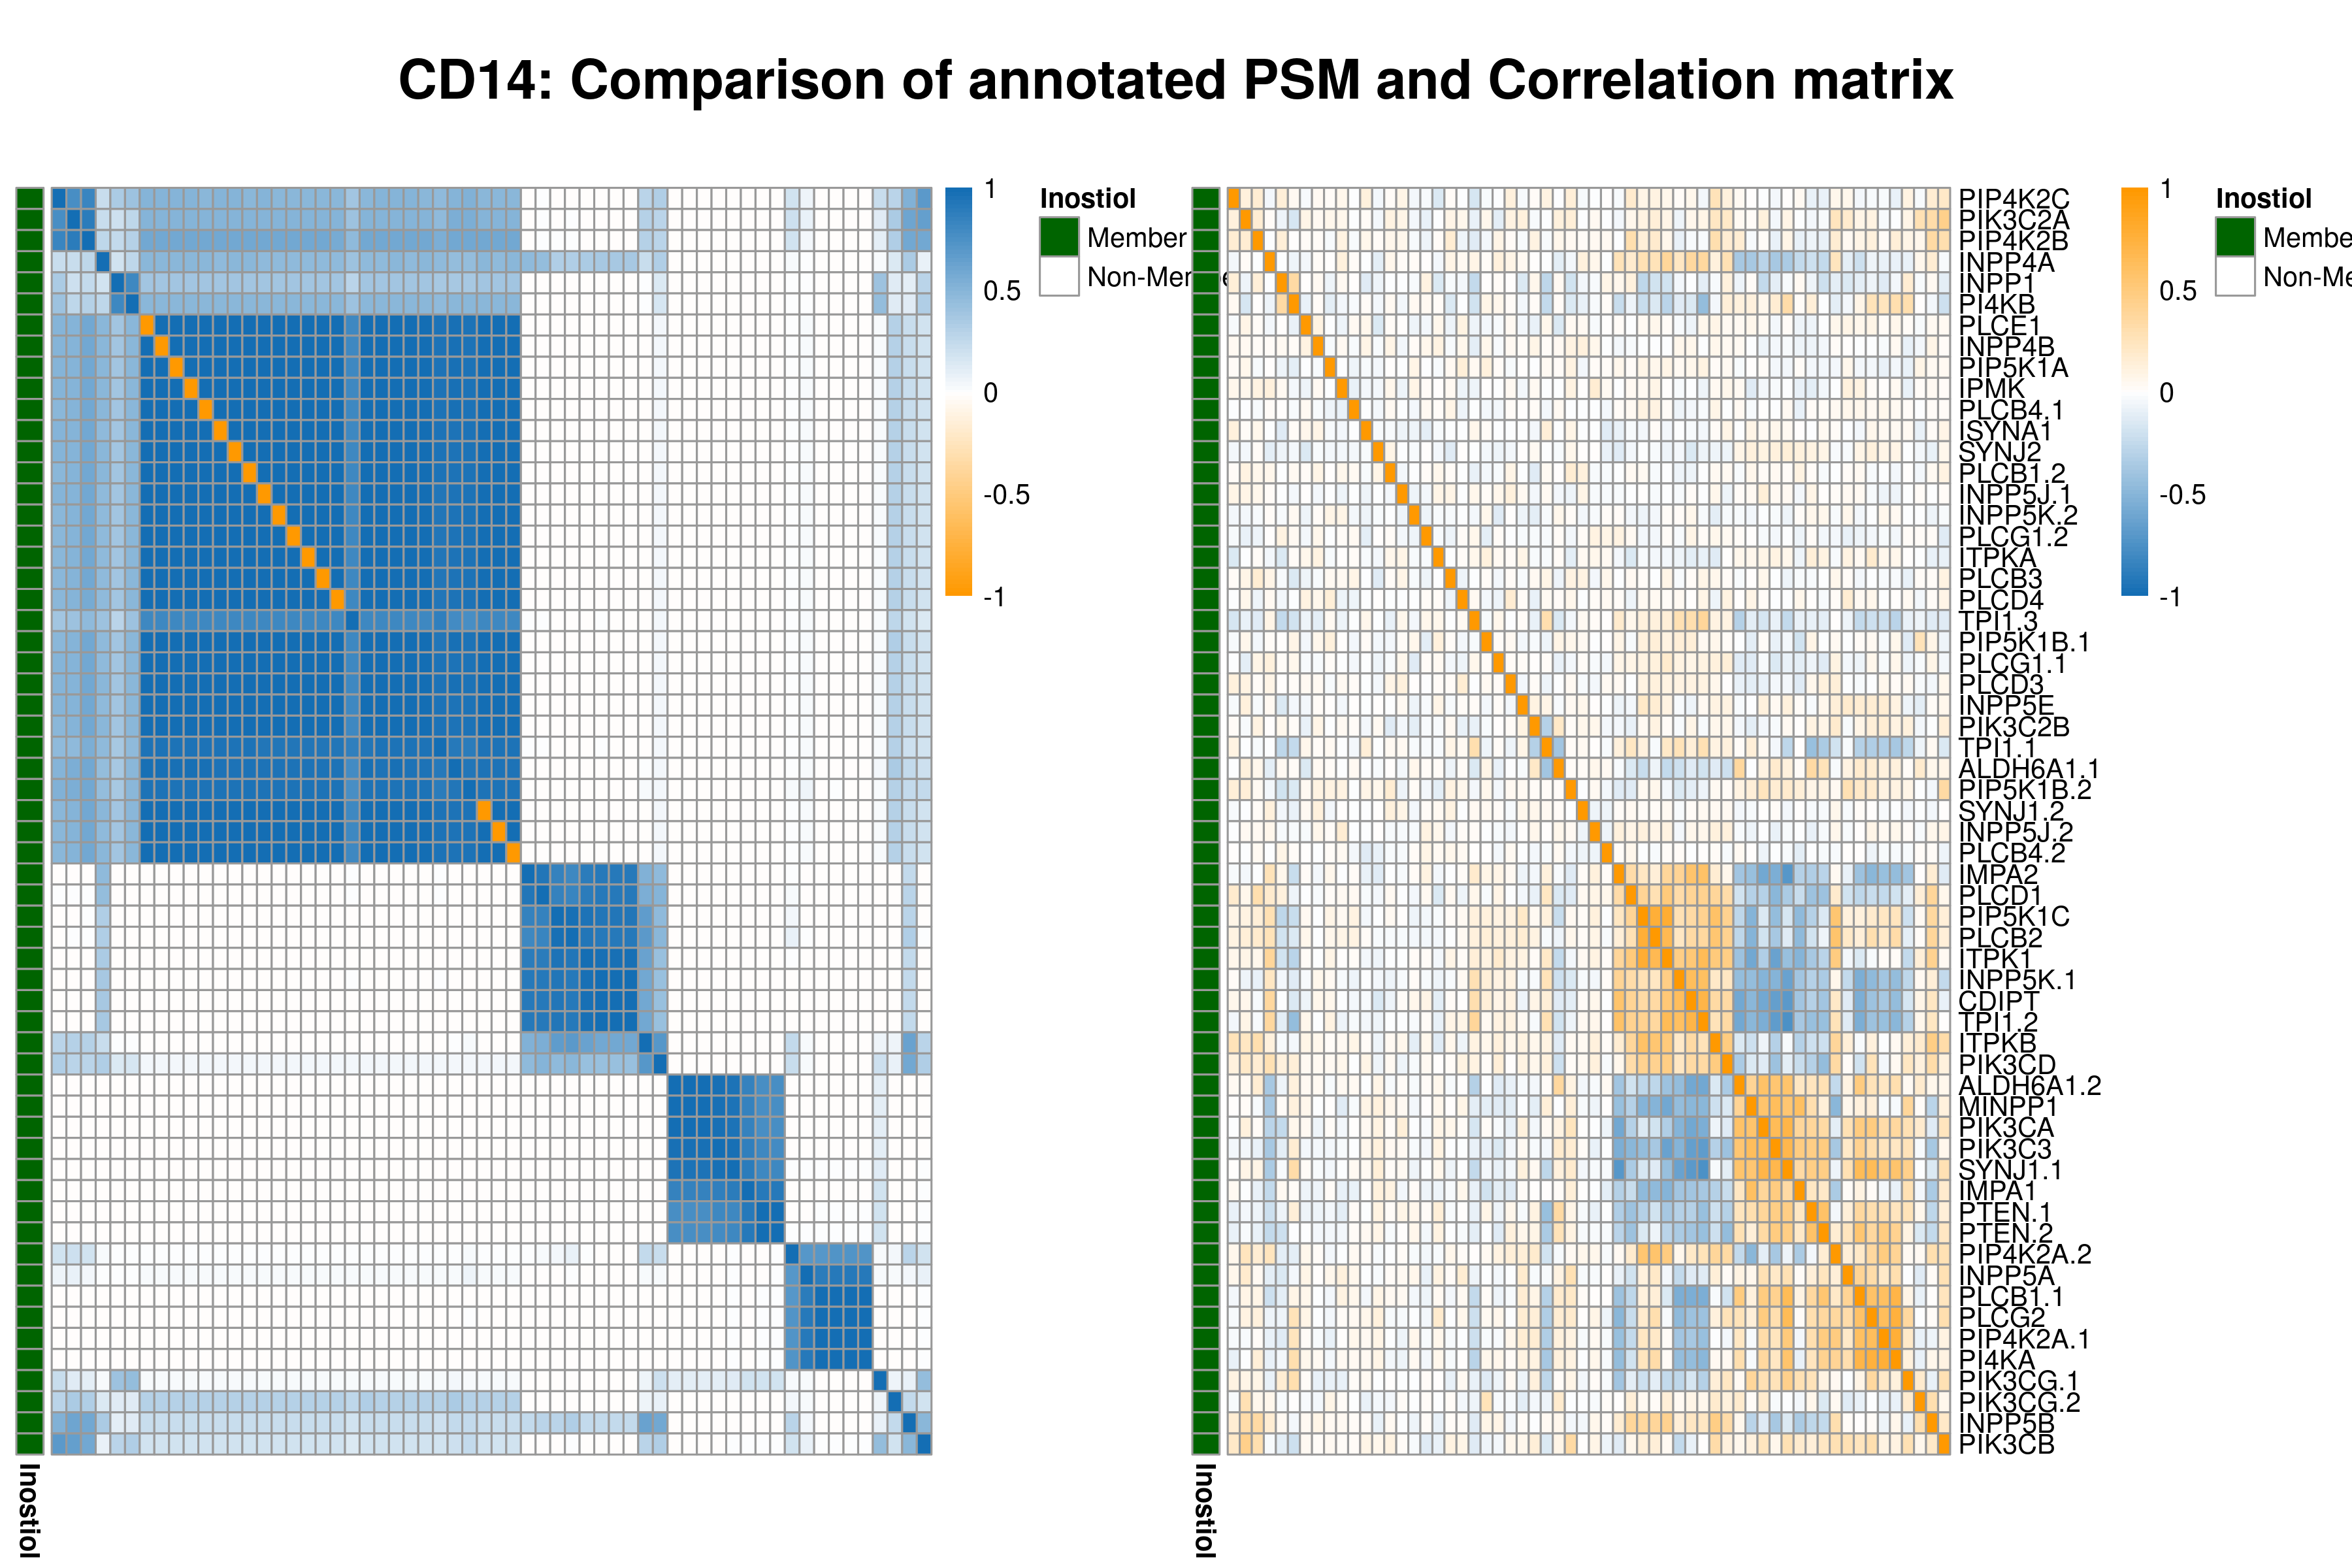 CD14: Comparison of annotated PSM and Correlation matrix
1
0.5
0
-0.5
-1
Inostiol
Member
Non-Me
Inostiol
PIP4K2C
PIK3C2A
PIP4K2B
INPP4A
INPP1
PI4KB
PLCE1
INPP4B
PIP5K1A
IPMK
PLCB4.1
ISYNA1
SYNJ2
PLCB1.2
INPP5J.1
INPP5K.2
PLCG1.2
ITPKA
PLCB3
PLCD4
TPI1.3
PIP5K1B.1
PLCG1.1
PLCD3
INPP5E
PIK3C2B
TPI1.1
ALDH6A1.1
PIP5K1B.2
SYNJ1.2
INPP5J.2
PLCB4.2
IMPA2
PLCD1
PIP5K1C
PLCB2
ITPK1
INPP5K.1
CDIPT
TPI1.2
ITPKB
PIK3CD
ALDH6A1.2
MINPP1
PIK3CA
PIK3C3
SYNJ1.1
IMPA1
PTEN.1
PTEN.2
PIP4K2A.2
INPP5A
PLCB1.1
PLCG2
PIP4K2A.1
PI4KA
PIK3CG.1
PIK3CG.2
INPP5B
PIK3CB
1
0.5
0
-0.5
-1
Inostiol
Membe
Non-Me
Inostiol